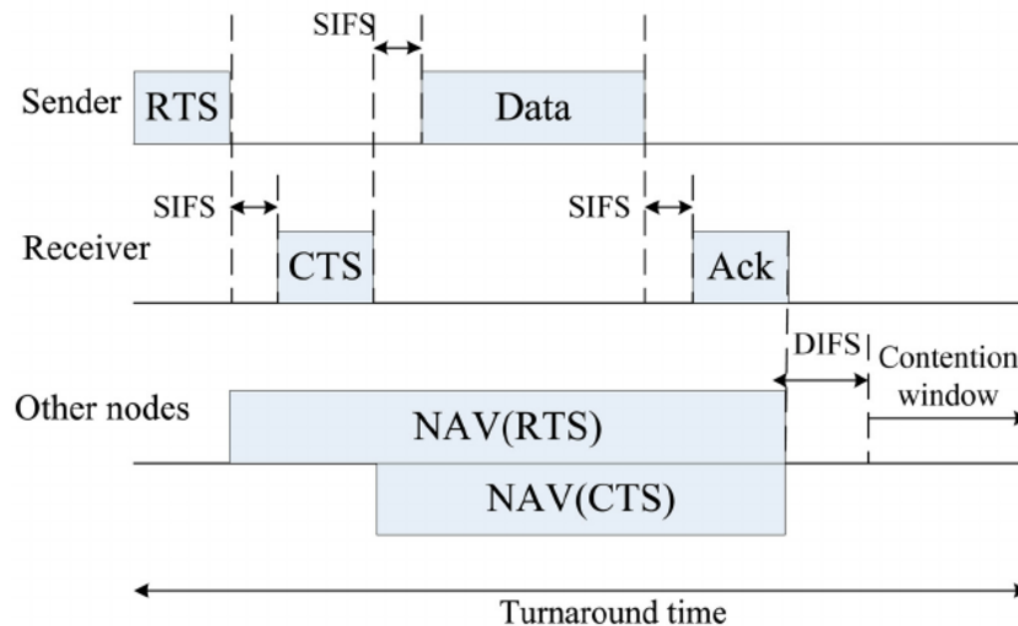 SIFS
Sender
RTS
Data
SIFS
SIFS
Receiver
CTS
Ack
DIFS
Contention
window
Other nodes
NAV(RTS)
NAV(CTS)
Turnaround time